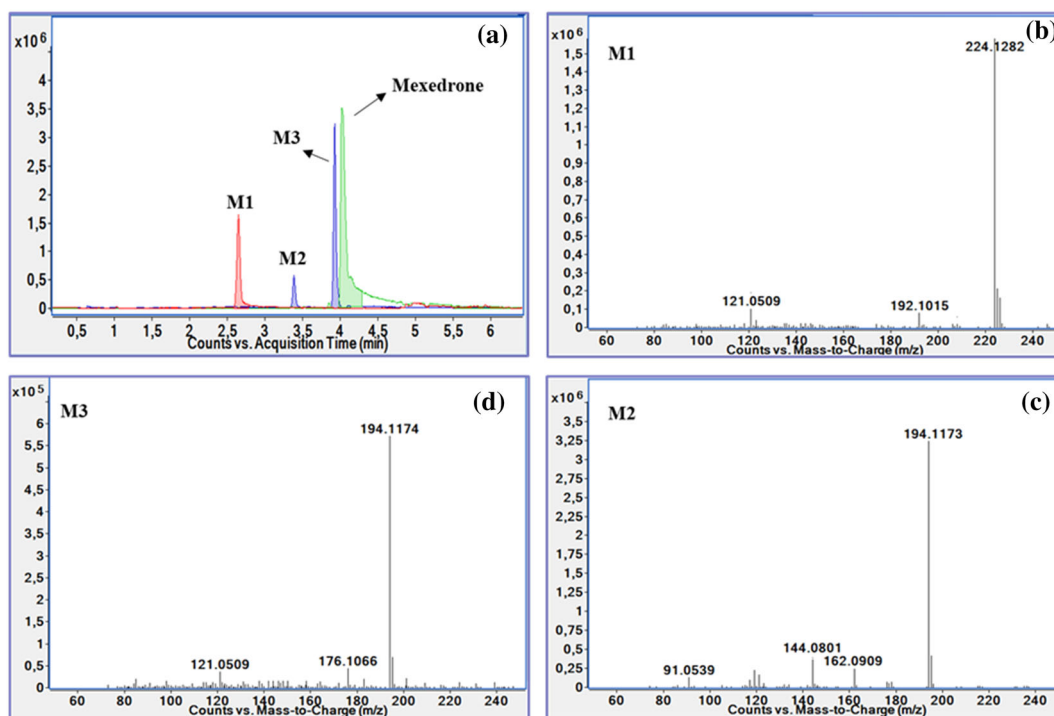 (a)
x10⁶
4
3,5
3
2,5
2
1,5
1
0,5
0
M1
M2
M3
Mexedrone
0,5 1 1,5 2 2,5 3 3,5 4 4,5 5 5,5 6
Counts vs. Acquisition Time (min)
(b)
x10⁶
M1
1,5
1,4
1,3
1,2
1,1
1
0,9
0,8
0,7
0,6
0,5
0,4
0,3
0,2
0,1
0
224.1282
121.0509
192.1015
60 80 100 120 140 160 180 200 220 240
Counts vs. Mass-to-Charge (m/z)
(d)
x10⁵
M3
6
5,5
5
4,5
4
3,5
3
2,5
2
1,5
1
0,5
0
194.1174
121.0509
176.1066
60 80 100 120 140 160 180 200 220 240
Counts vs. Mass-to-Charge (m/z)
(c)
x10⁶
M2
3,5
3,25
3
2,75
2,5
2,25
2
1,75
1,5
1,25
1
0,75
0,5
0,25
0
194.1173
144.0801
162.0909
91.0539
60 80 100 120 140 160 180 200 220 240
Counts vs. Mass-to-Charge (m/z)